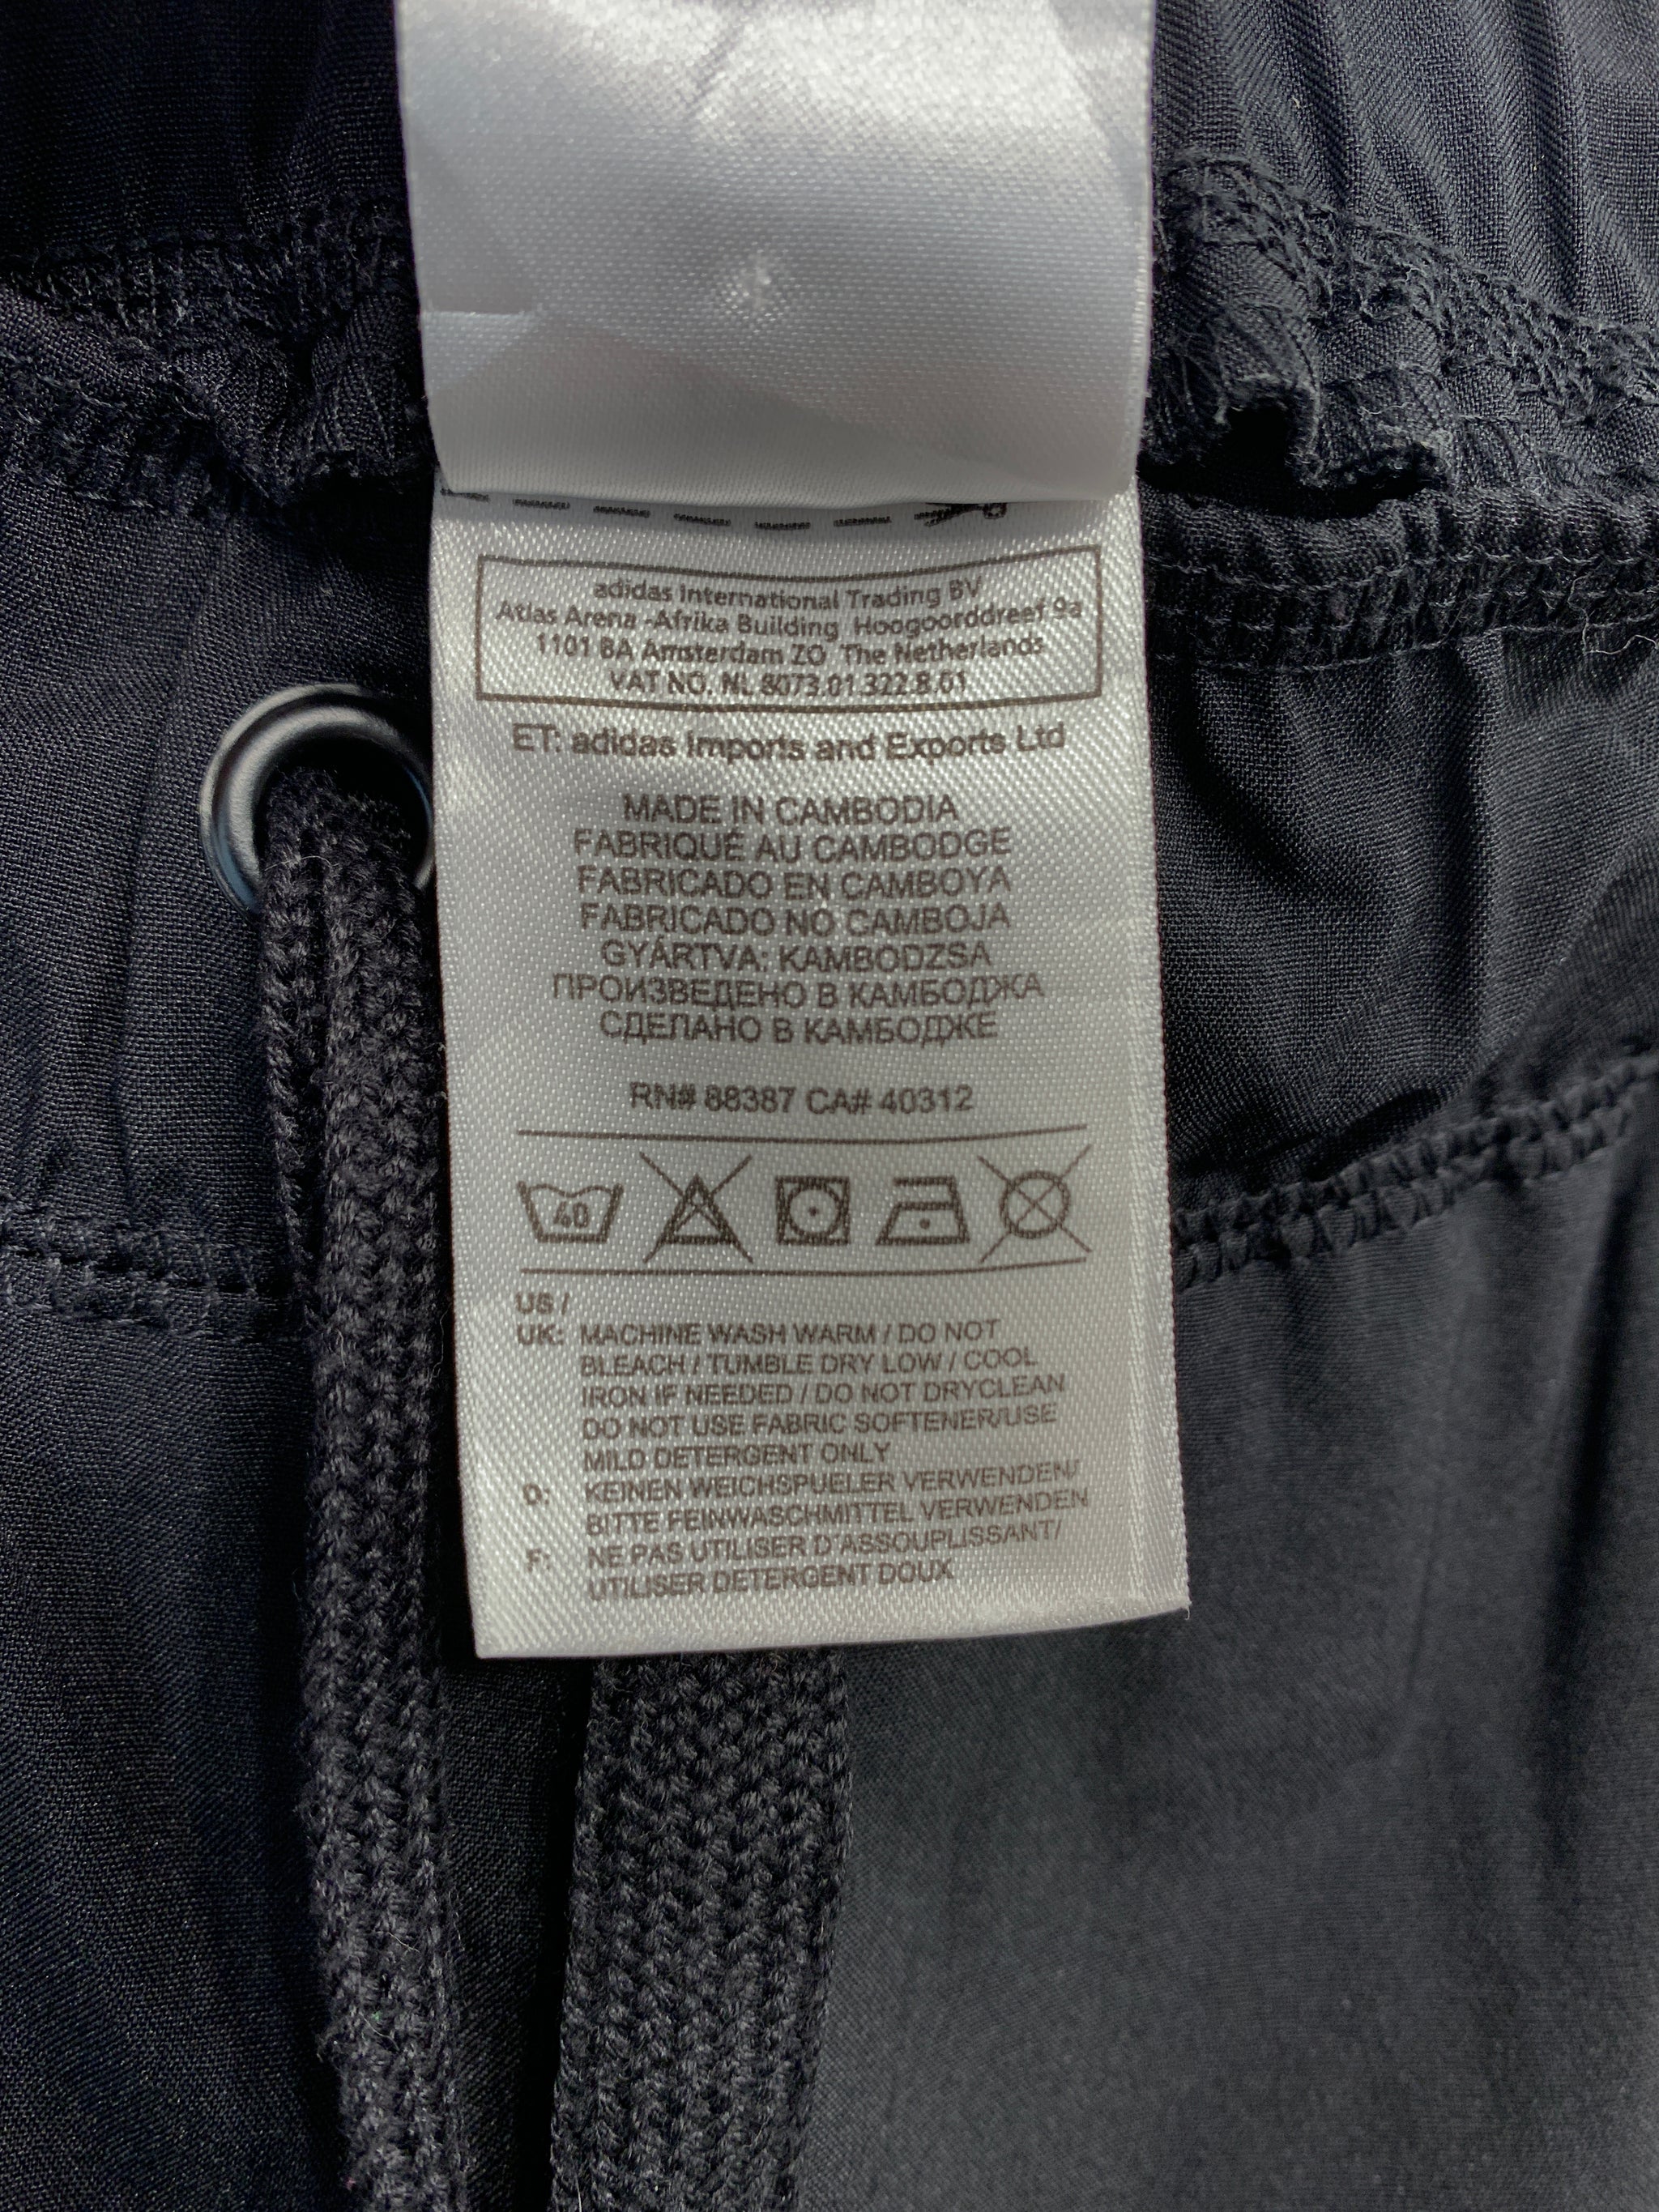 adidas International Trading BV
Atlas Arena -Afrika Building, Hoogoorddreef 9a
1101 BA Amsterdam ZO, The Netherlands
VAT NO. NL 8073.01.322.B.01
ET: adidas Imports and Exports Ltd
MADE IN CAMBODIA
FABRIQUÉ AU CAMBODGE
FABRICADO EN CAMBOYA
FABRICADO NO CAMBOJA
GYÁRTVA: KAMBODZSA
ПРОИЗВЕДЕНО В КАМБОДЖА
СДЕЛАНО В КАМБОДЖЕ
RN# 88387 CA# 40312
40
US /
UK: MACHINE WASH WARM / DO NOT
BLEACH / TUMBLE DRY LOW / COOL
IRON IF NEEDED / DO NOT DRYCLEAN
DO NOT USE FABRIC SOFTENER/USE
MILD DETERGENT ONLY
D: KEINEN WEICHSPUELER VERWENDEN/
BITTE FEINWASCHMITTEL VERWENDEN
F: NE PAS UTILISER D'ASSOUPLISSANT/
UTILISER DETERGENT DOUX